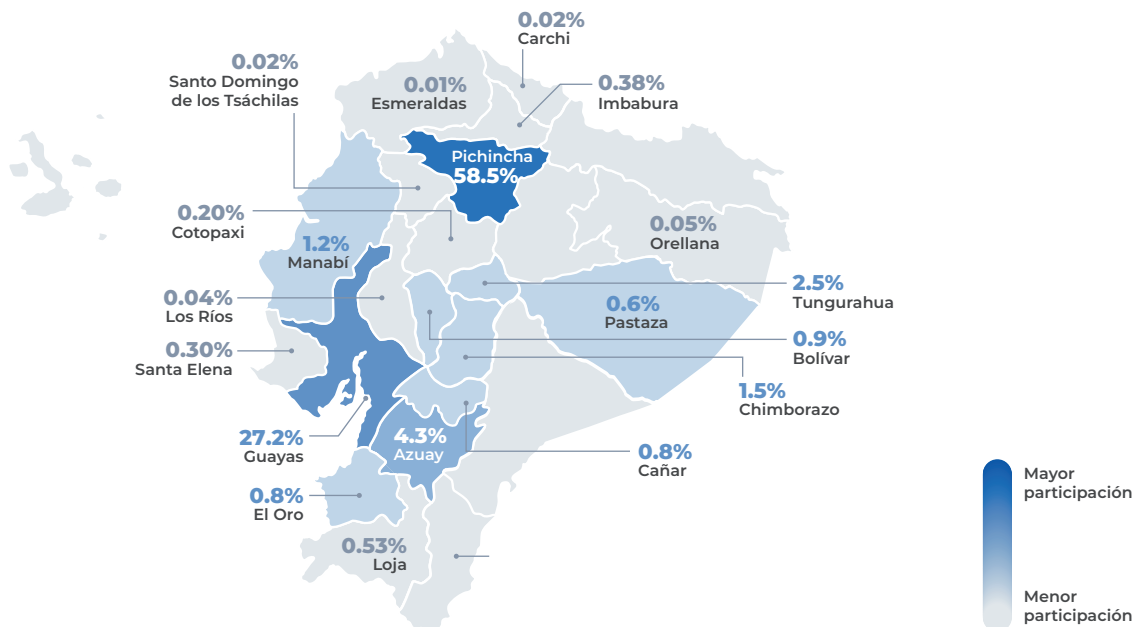 0.02%
Carchi
0.02%
Santo Domingo
de los Tsáchilas
0.01%
Esmeraldas
0.38%
Imbabura
Pichincha
58.5%
0.20%
Cotopaxi
0.05%
Orellana
1.2%
Manabí
2.5%
Tungurahua
0.04%
Los Ríos
0.6%
Pastaza
0.9%
Bolívar
0.30%
Santa Elena
1.5%
Chimborazo
27.2%
Guayas
4.3%
Azuay
0.8%
Cañar
0.8%
El Oro
0.53%
Loja
Mayor
participación
Menor
participación